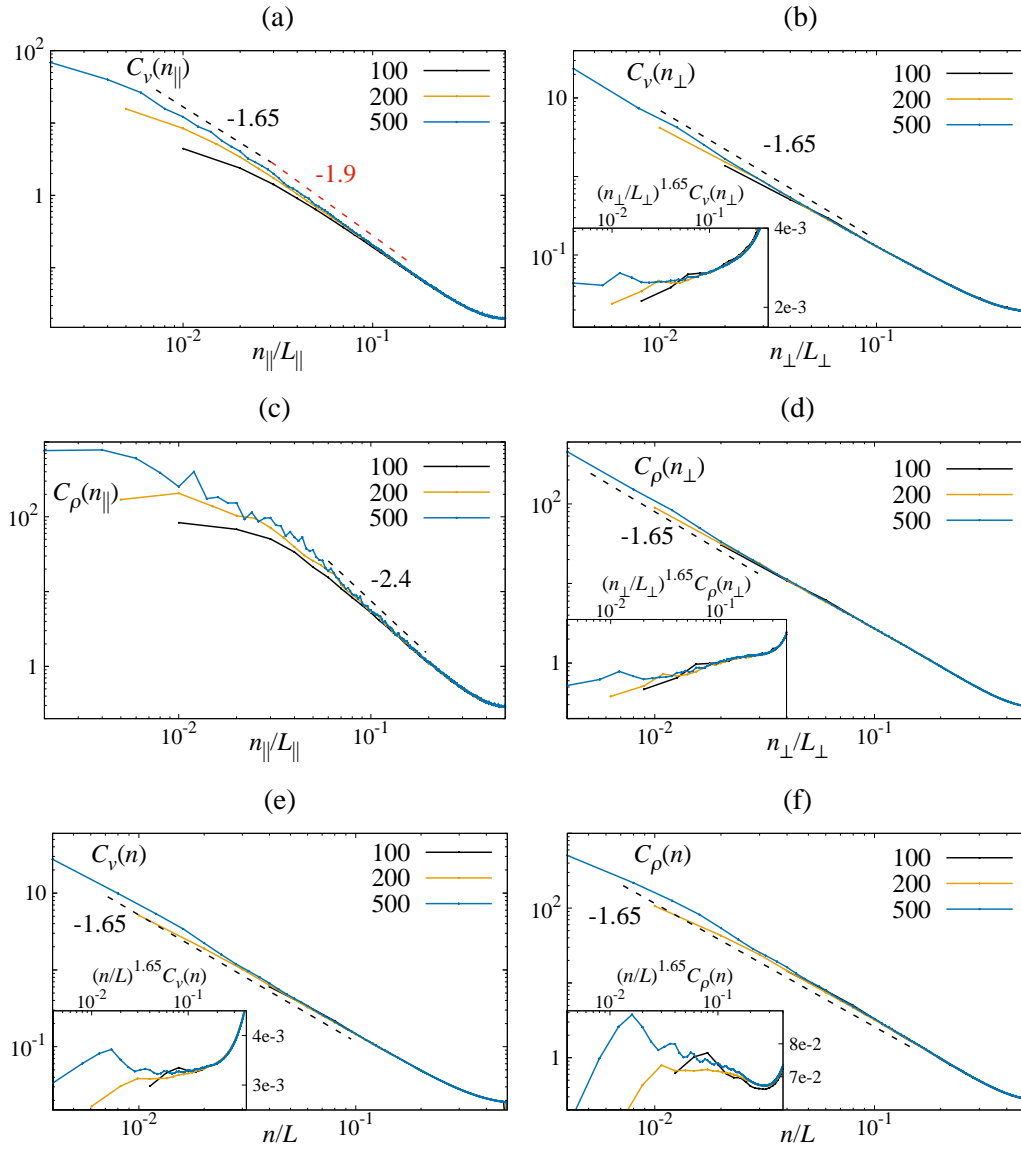 (a)
10^2
1
C_v(n_∥)
100
200
500
-1.65
-1.9
10^-2
10^-1
n_∥/L_∥
(b)
10
10^-1
C_v(n_⊥)
100
200
500
-1.65
(n_⊥/L_⊥)^1.65 C_v(n_⊥)
10^-2
10^-1
4e-3
2e-3
10^-2
10^-1
n_⊥/L_⊥
(c)
10^2
1
C_ρ(n_∥)
100
200
500
-2.4
10^-2
10^-1
n_∥/L_∥
(d)
10^2
1
C_ρ(n_⊥)
100
200
500
-1.65
(n_⊥/L_⊥)^1.65 C_ρ(n_⊥)
10^-2
10^-1
10^-2
10^-1
n_⊥/L_⊥
(e)
10
10^-1
C_v(n)
100
200
500
-1.65
(n/L)^1.65 C_v(n)
10^-2
10^-1
4e-3
3e-3
10^-2
10^-1
n/L
(f)
10^2
1
C_ρ(n)
100
200
500
-1.65
(n/L)^1.65 C_ρ(n)
10^-2
10^-1
8e-2
7e-2
10^-2
10^-1
n/L